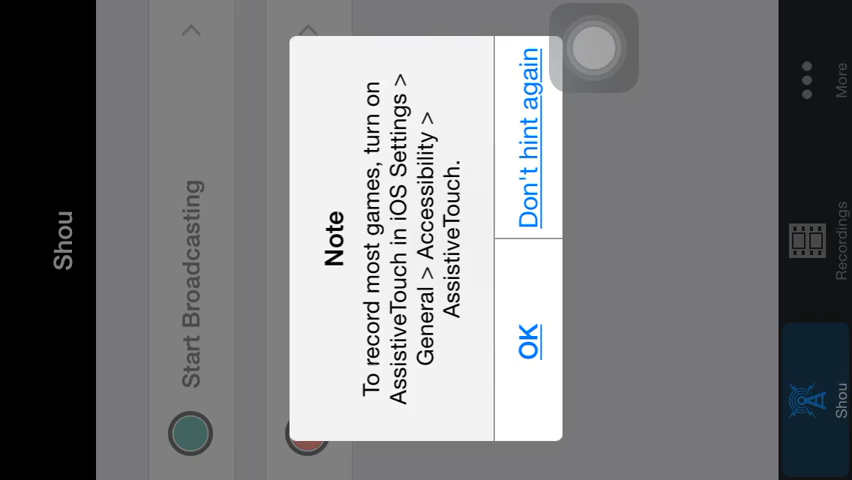 Shou
Start Broadcasting
Note
To record most games, turn on
AssistiveTouch in iOS Settings >
General > Accessibility >
AssistiveTouch.
OK
Don't hint again
Shou
Recordings
More